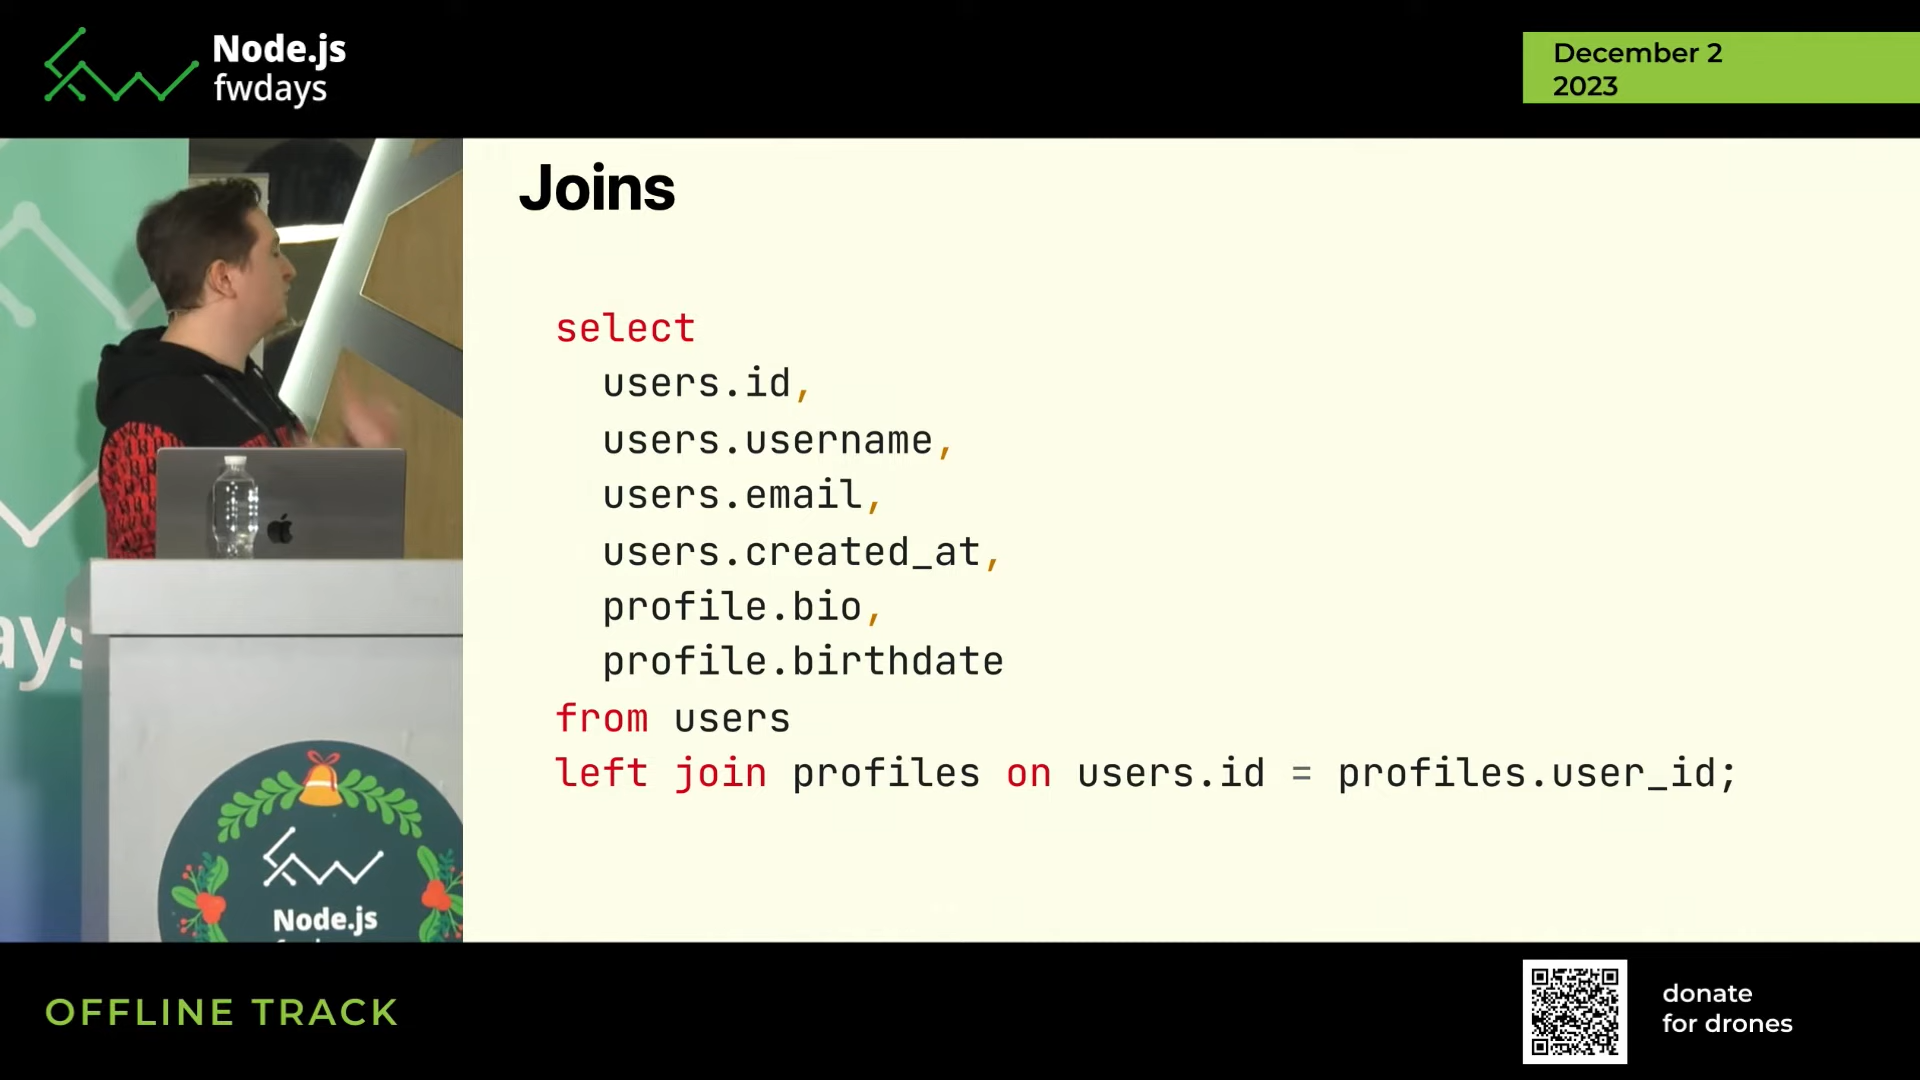 Node.js
fwdays
December 2
2023
Joins
select
users.id,
users.username,
users.email,
users.created_at,
profile.bio,
profile.birthdate
from users
left join profiles on users.id = profiles.user_id;
ays
Node.js
OFFLINE TRACK
donate
for drones